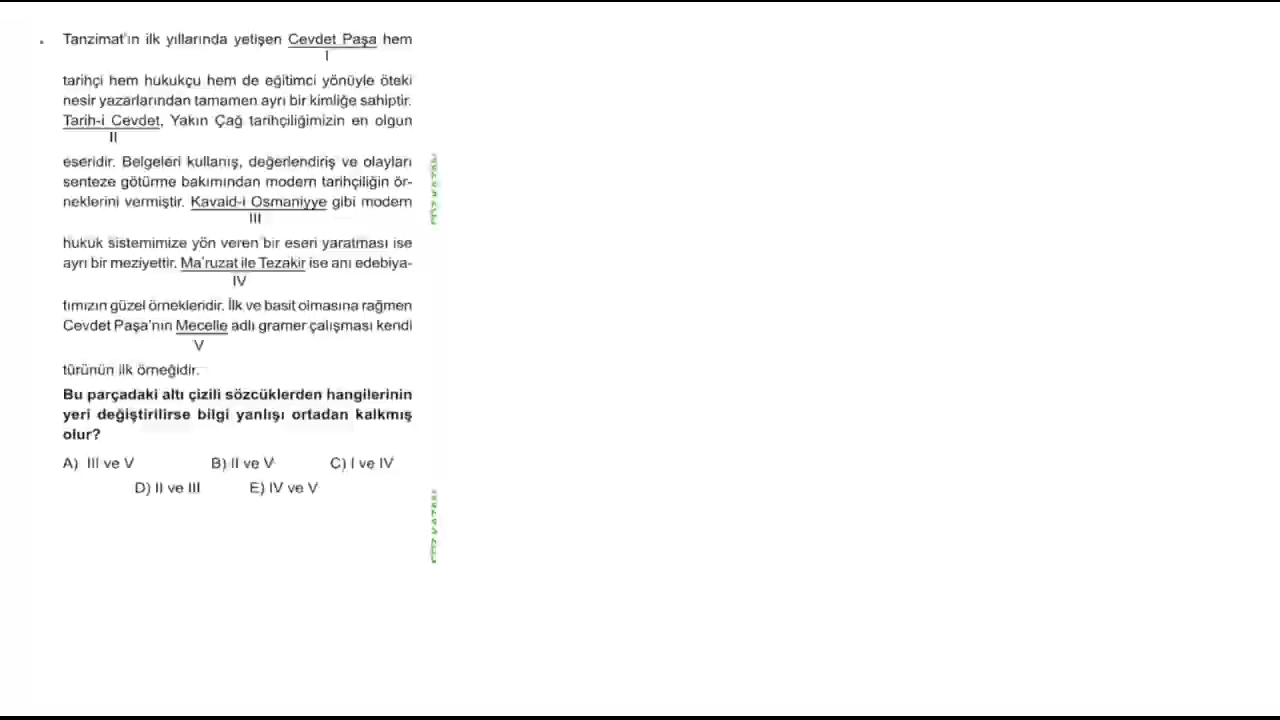 Tanzimat'ın ilk yıllarında yetişen Cevdet Paşa hem
I
tarihçi hem hukukçu hem de eğitimci yönüyle öteki
nesir yazarlarından tamamen ayrı bir kimliğe sahiptir.
Tarih-i Cevdet, Yakın Çağ tarihçiliğimizin en olgun
II
eseridir. Belgeleri kullanış, değerlendiriş ve olayları
senteze götürme bakımından modern tarihçiliğin ör-
neklerini vermiştir. Kavaid-i Osmaniyye gibi modern
III
hukuk sistemimize yön veren bir eseri yaratması ise
ayrı bir meziyettir. Ma'ruzat ile Tezakir ise anı edebiya-
IV
tımızın güzel örnekleridir. İlk ve basit olmasına rağmen
Cevdet Paşa'nın Mecelle adlı gramer çalışması kendi
V
türünün ilk örneğidir.
Bu parçadaki altı çizili sözcüklerden hangilerinin
yeri değiştirilirse bilgi yanlışı ortadan kalkmış
olur?
A) III ve V B) II ve V C) I ve IV
D) II ve III E) IV ve V